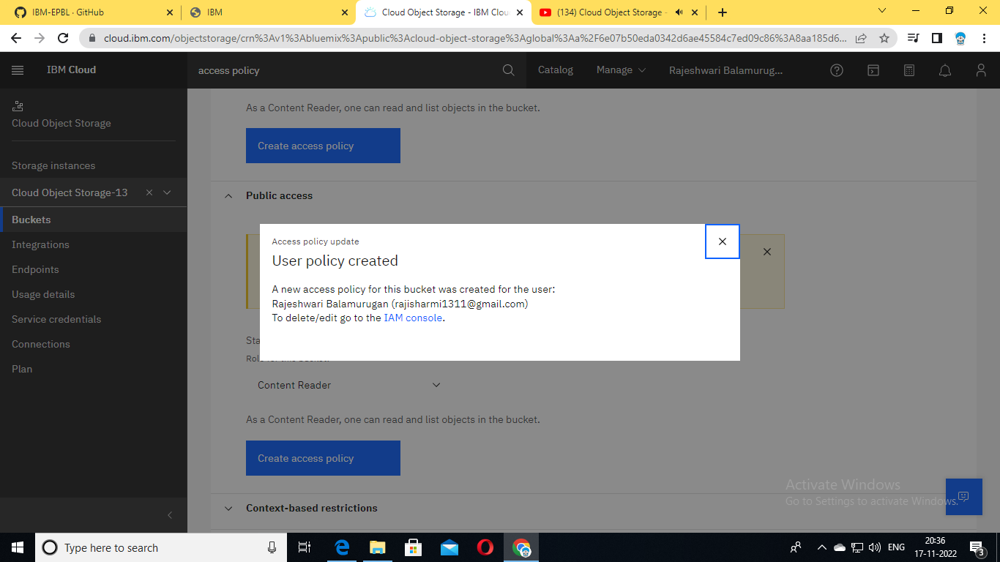 IBM-EPBL · GitHub
IBM
Cloud Object Storage - IBM Clou
(134) Cloud Object Storage -
cloud.ibm.com/objectstorage/crn%3Av1%3Abluemix%3Apublic%3Acloud-object-storage%3Aglobal%3Aa%2F6e07b50eda0342d6ae45584c7ed09c86%3A8aa185d6...
IBM Cloud
access policy
Catalog
Manage
Rajeshwari Balamurug...
Cloud Object Storage
Storage instances
Cloud Object Storage-13
Buckets
Integrations
Endpoints
Usage details
Service credentials
Connections
Plan
As a Content Reader, one can read and list objects in the bucket.
Create access policy
Public access
Access policy update
User policy created
A new access policy for this bucket was created for the user:
Rajeshwari Balamurugan (rajisharmi1311@gmail.com)
To delete/edit go to the IAM console.
Content Reader
As a Content Reader, one can read and list objects in the bucket.
Create access policy
Context-based restrictions
Activate Windows
Go to Settings to activate Windows.
Type here to search
ENG
20:36
17-11-2022
3